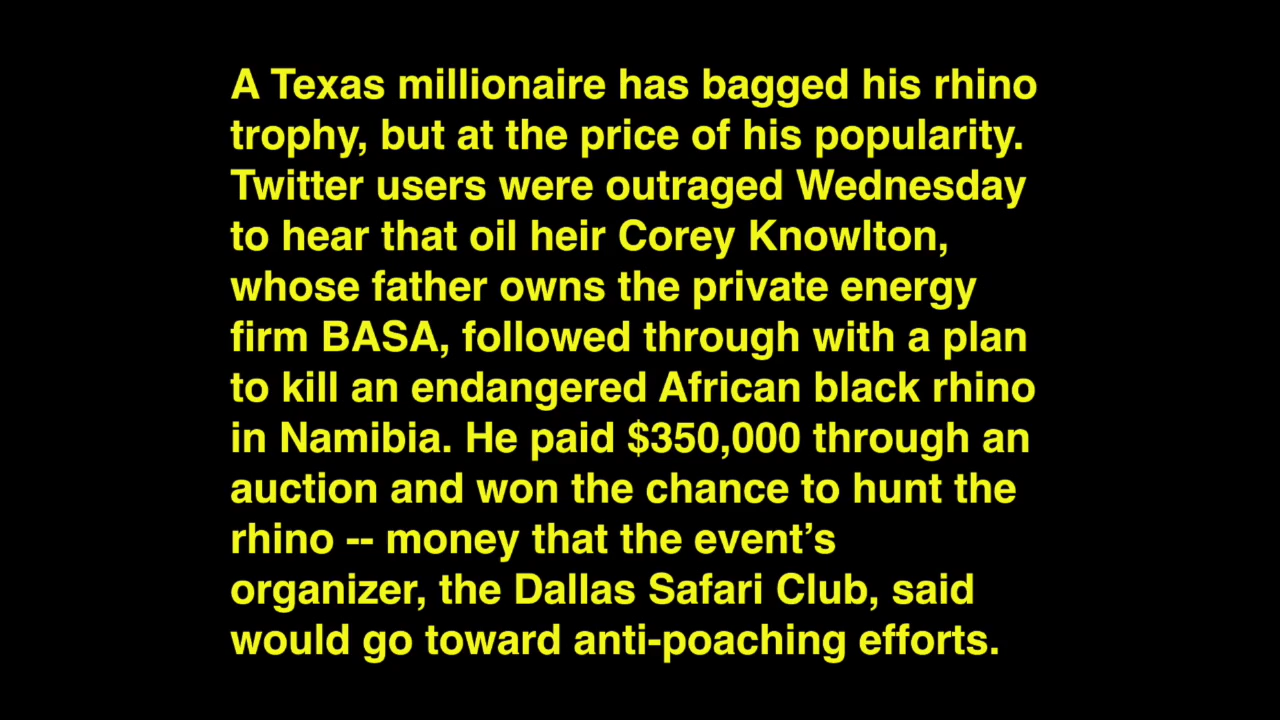 A Texas millionaire has bagged his rhino
trophy, but at the price of his popularity.
Twitter users were outraged Wednesday
to hear that oil heir Corey Knowlton,
whose father owns the private energy
firm BASA, followed through with a plan
to kill an endangered African black rhino
in Namibia. He paid $350,000 through an
auction and won the chance to hunt the
rhino -- money that the event’s
organizer, the Dallas Safari Club, said
would go toward anti-poaching efforts.